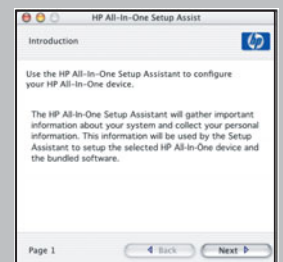 HP All-In-One Setup Assist
Introduction
hp
Use the HP All-In-One Setup Assistant to configure
your HP All-In-One device.
The HP All-In-One Setup Assistant will gather important
information about your system and collect your personal
information. This information will be used by the Setup
Assistant to setup the selected HP All-in-One device and
the bundled software.
Page 1
Back
Next